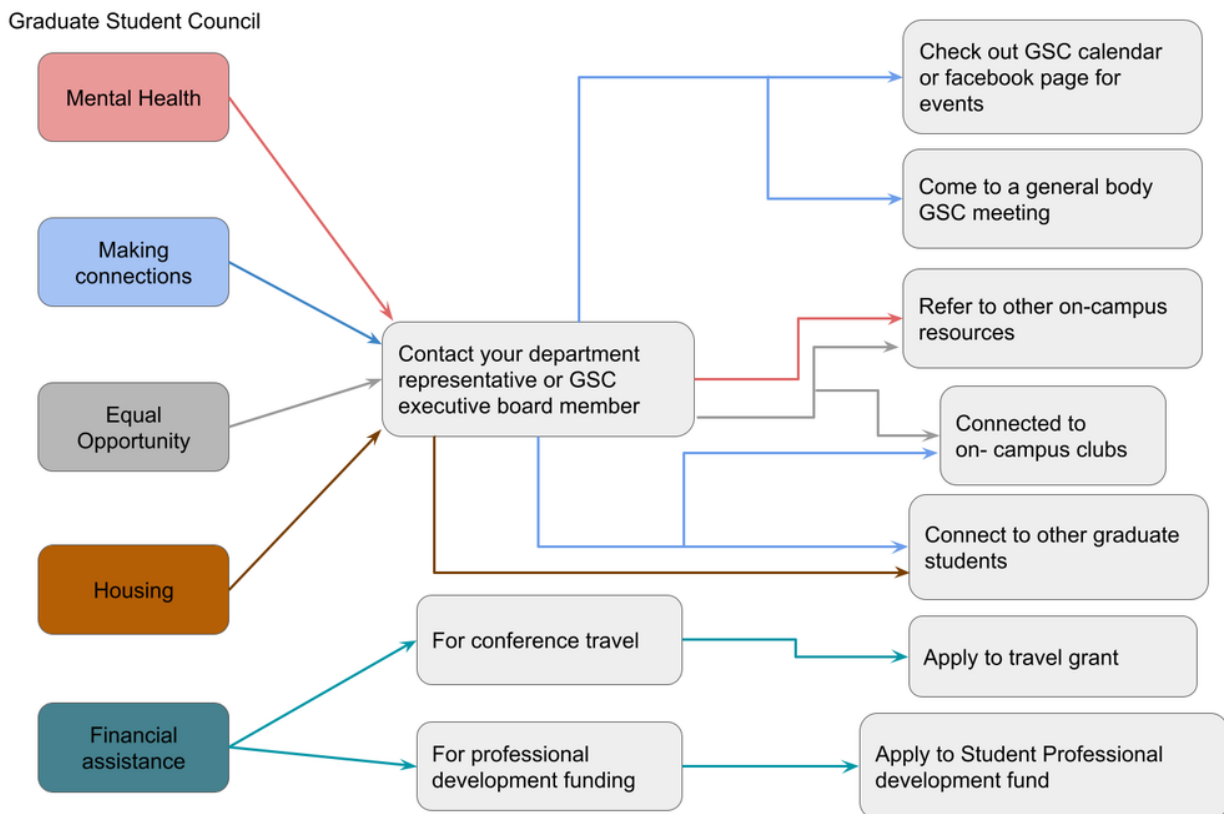 Graduate Student Council
Mental Health
Making
connections
Equal
Opportunity
Housing
Financial
assistance
Contact your department
representative or GSC
executive board member
For conference travel
For professional
development funding
Check out GSC calendar
or facebook page for
events
Come to a general body
GSC meeting
Refer to other on-campus
resources
Connected to
on- campus clubs
Connect to other graduate
students
Apply to travel grant
Apply to Student Professional
development fund